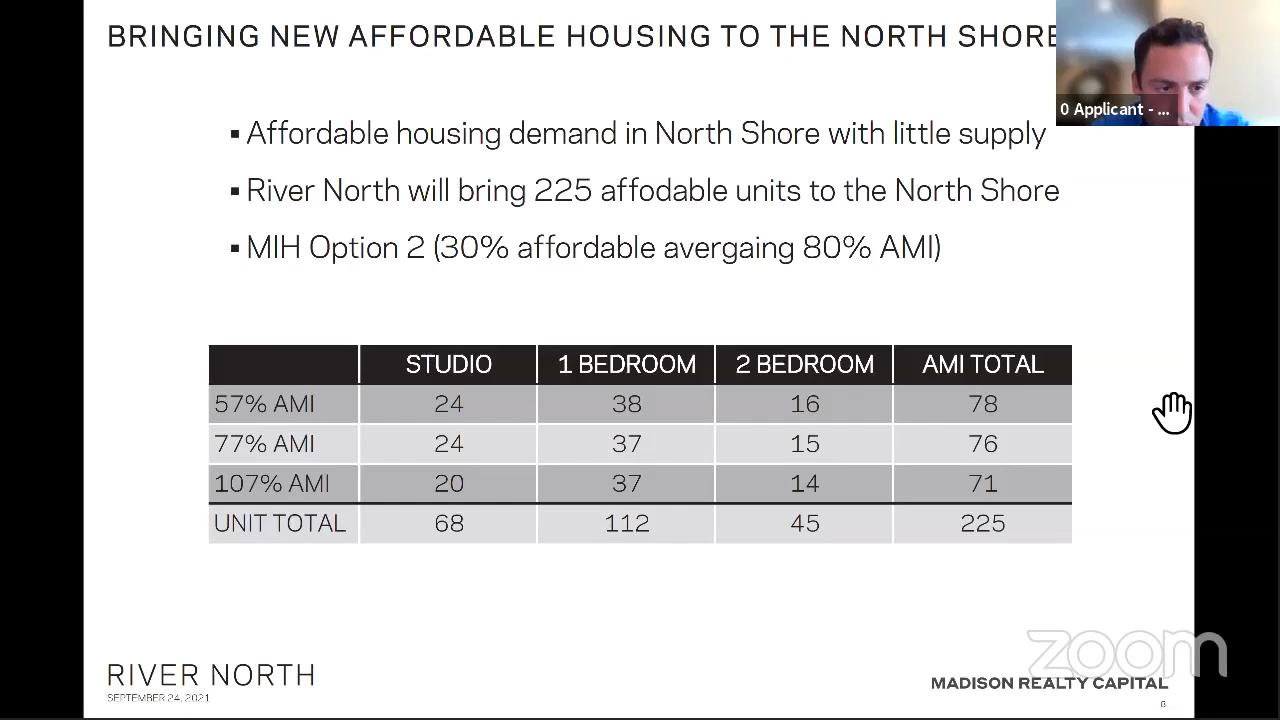 BRINGING NEW AFFORDABLE HOUSING TO THE NORTH SHORE
0 Applicant - ...
▪ Affordable housing demand in North Shore with little supply
▪ River North will bring 225 affodable units to the North Shore
▪ MIH Option 2 (30% affordable avergaing 80% AMI)
STUDIO 1 BEDROOM 2 BEDROOM AMI TOTAL
57% AMI 24 38 16 78
77% AMI 24 37 15 76
107% AMI 20 37 14 71
UNIT TOTAL 68 112 45 225
zoom
RIVER NORTH
SEPTEMBER 24, 2021
MADISON REALTY CAPITAL